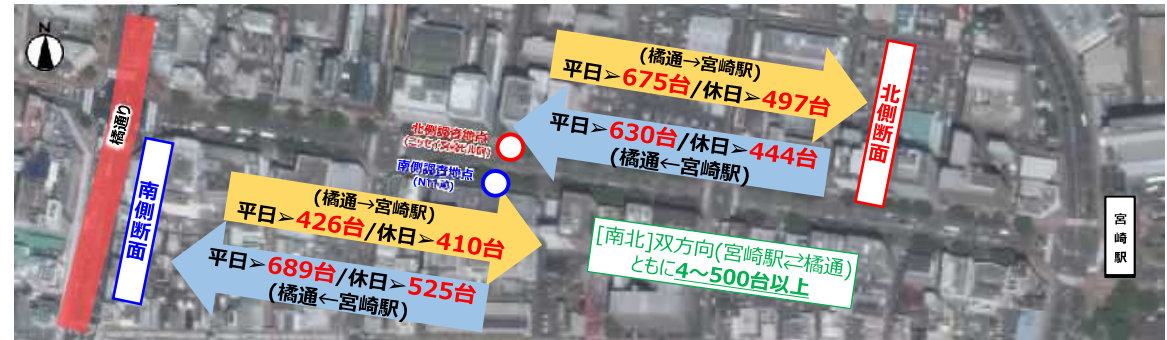 N
橘通り
(橘通→宮崎駅)
平日➢675台/休日➢497台
北側断面
平日➢630台/休日➢444台
(橘通←宮崎駅)
北側調査地点
南側調査地点
(NTT前)
南側断面
(橘通→宮崎駅)
平日➢426台/休日➢410台
平日➢689台/休日➢525台
(橘通←宮崎駅)
[南北]双方向(宮崎駅⇄橘通)
ともに4～500台以上
宮崎駅